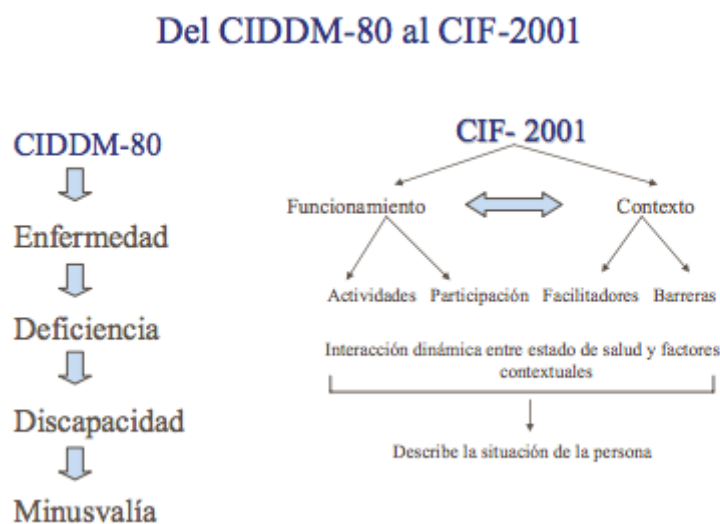 Del CIDDM-80 al CIF-2001
CIDDM-80
Enfermedad
Deficiencia
Discapacidad
Minusvalía
CIF- 2001
Funcionamiento
Contexto
Actividades
Participación
Facilitadores
Barreras
Interacción dinámica entre estado de salud y factores
contextuales
Describe la situación de la persona